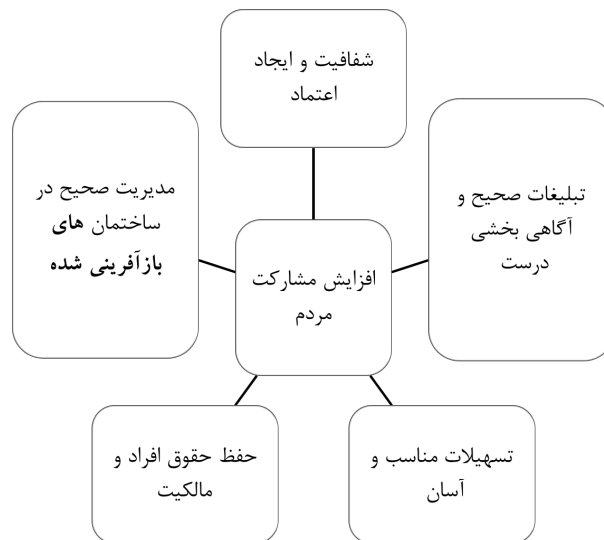 شفافیت و ایجاد
اعتماد
تبلیغات صحیح و
آگاهی بخشی
درست
مدیریت صحیح در
ساختمان های
بازآفرینی شده
افزایش مشارکت
مردم
تسهیلات مناسب و
آسان
حفظ حقوق افراد و
مالکیت